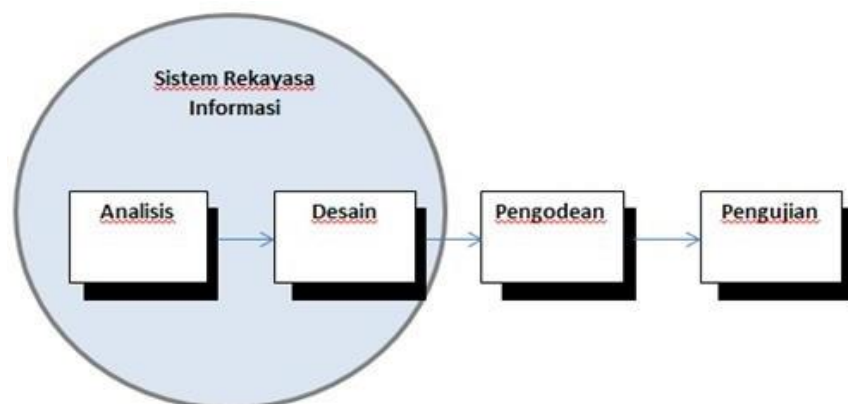 Sistem Rekayasa
Informasi
Analisis
Desain
Pengodean
Pengujian